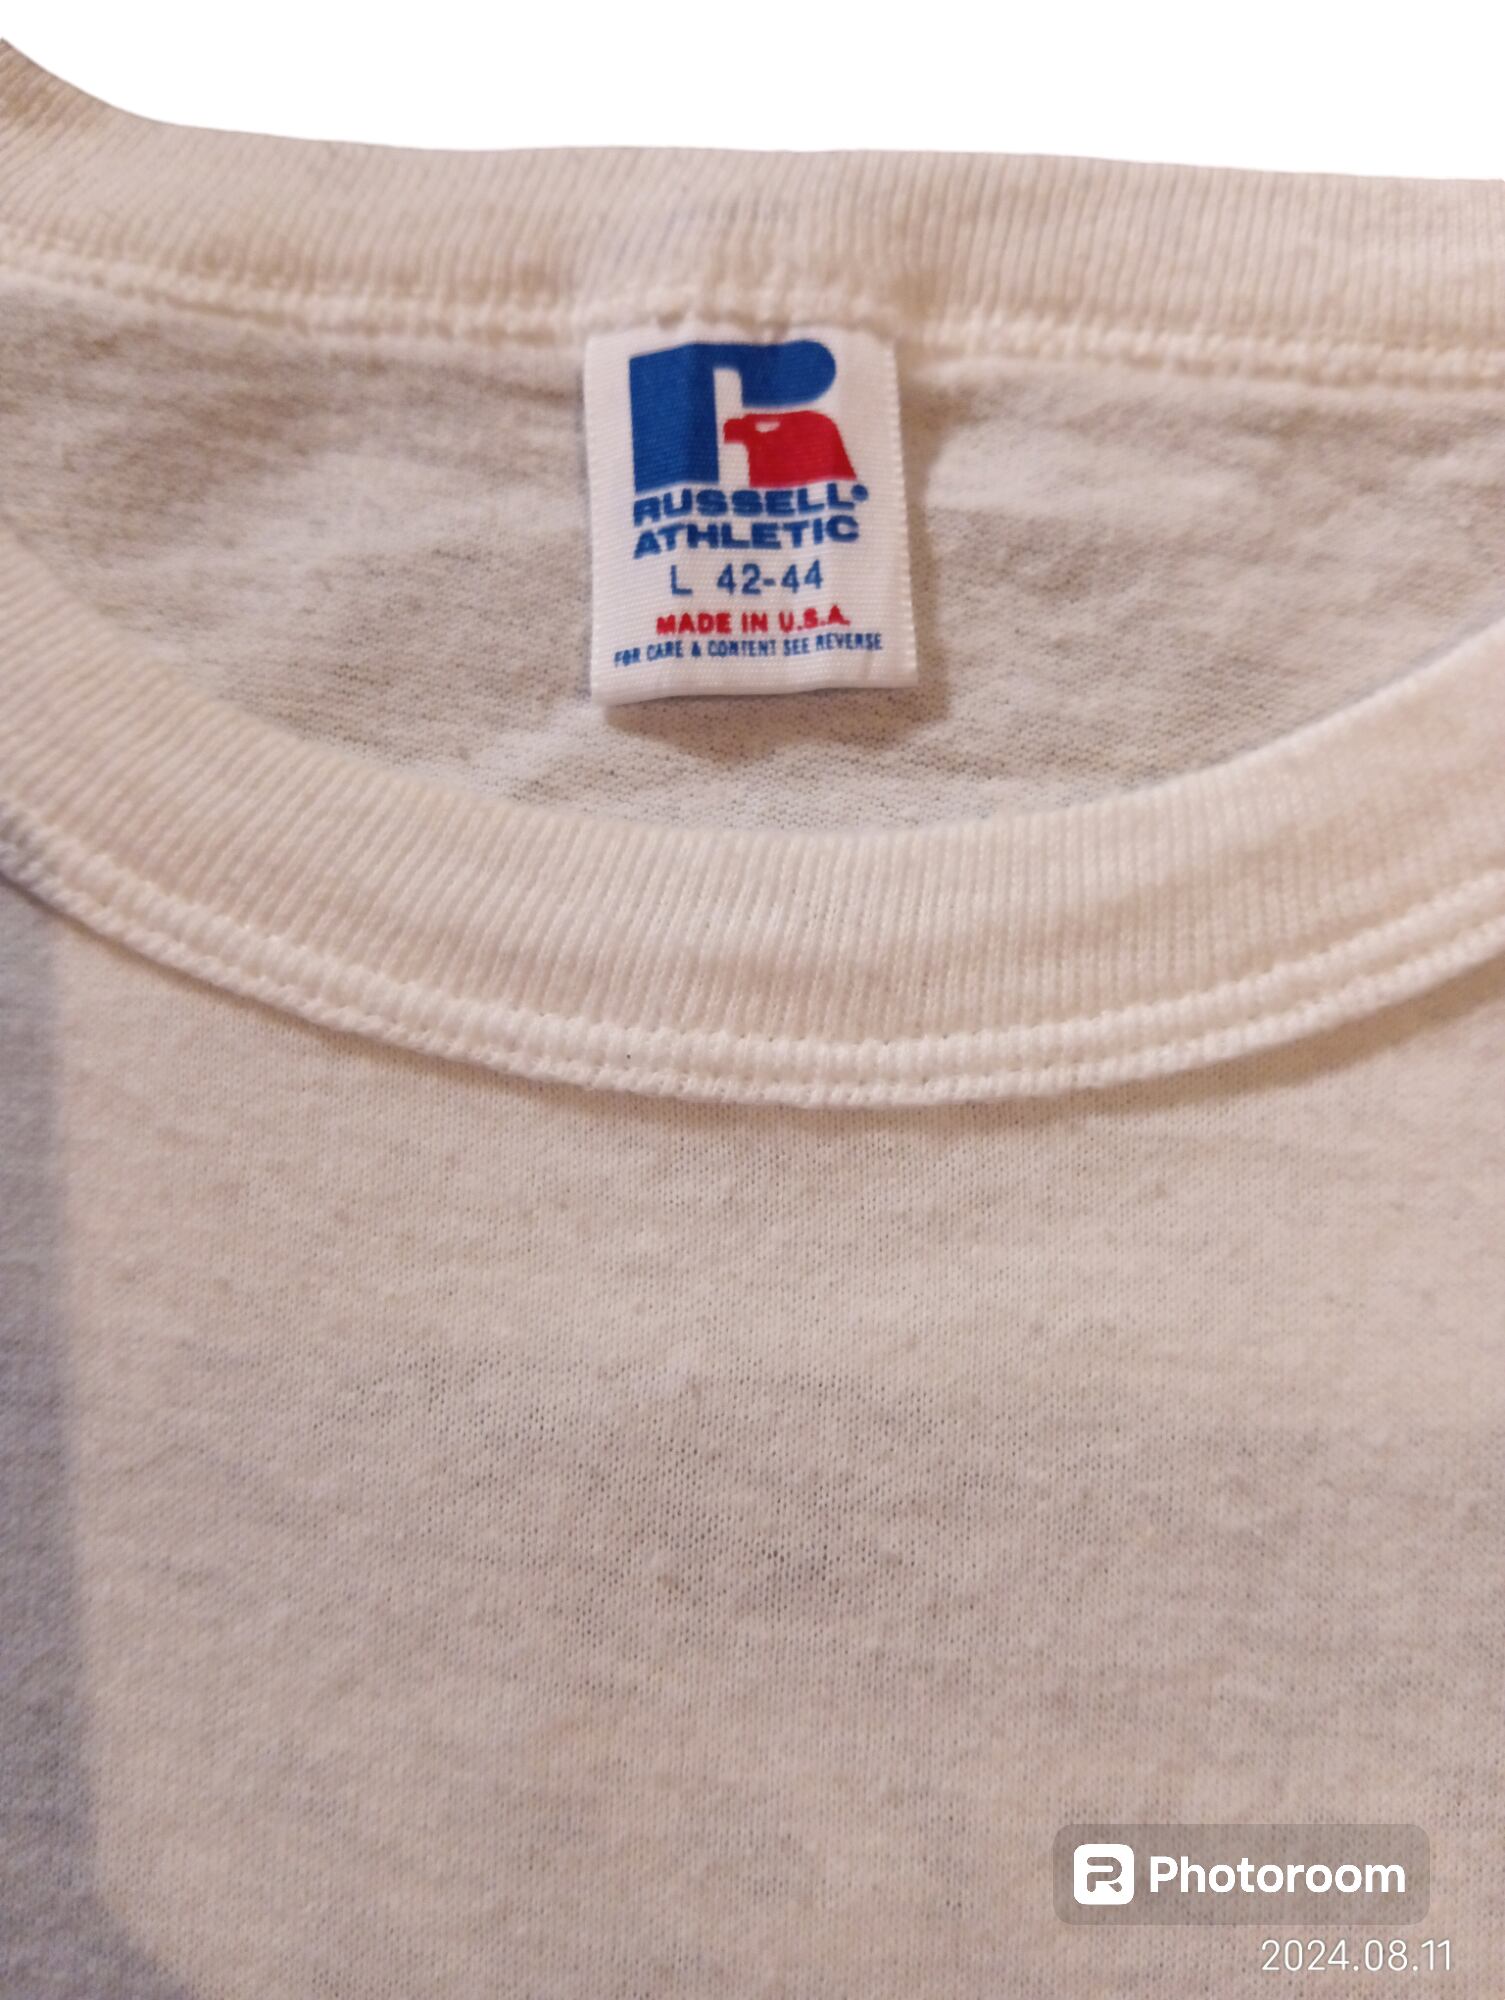 RUSSELL®
ATHLETIC
L 42-44
MADE IN U.S.A.
FOR CARE & CONTENT SEE REVERSE
Photoroom
2024.08.11